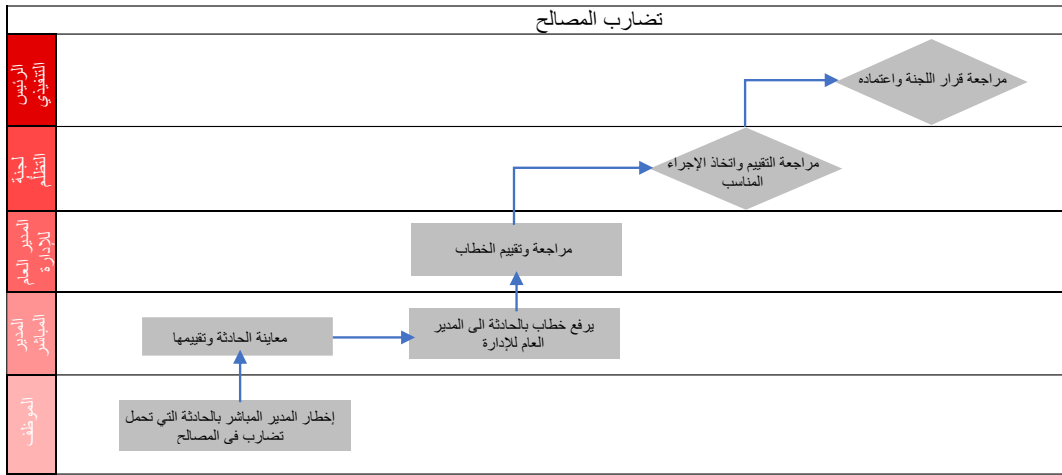 تضارب المصالح
الرئيس
التنفيذي
مراجعة قرار اللجنة واعتماده
لجنة
التظلُّم
مراجعة التقييم واتخاذ الإجراء
المناسب
المدير العام
للإدارة
مراجعة وتقييم الخطاب
المدير
المباشر
معاينة الحادثة وتقييمها
يرفع خطاب بالحادثة الى المدير
العام للإدارة
الموظف
إخطار المدير المباشر بالحادثة التي تحمل
تضارب في المصالح